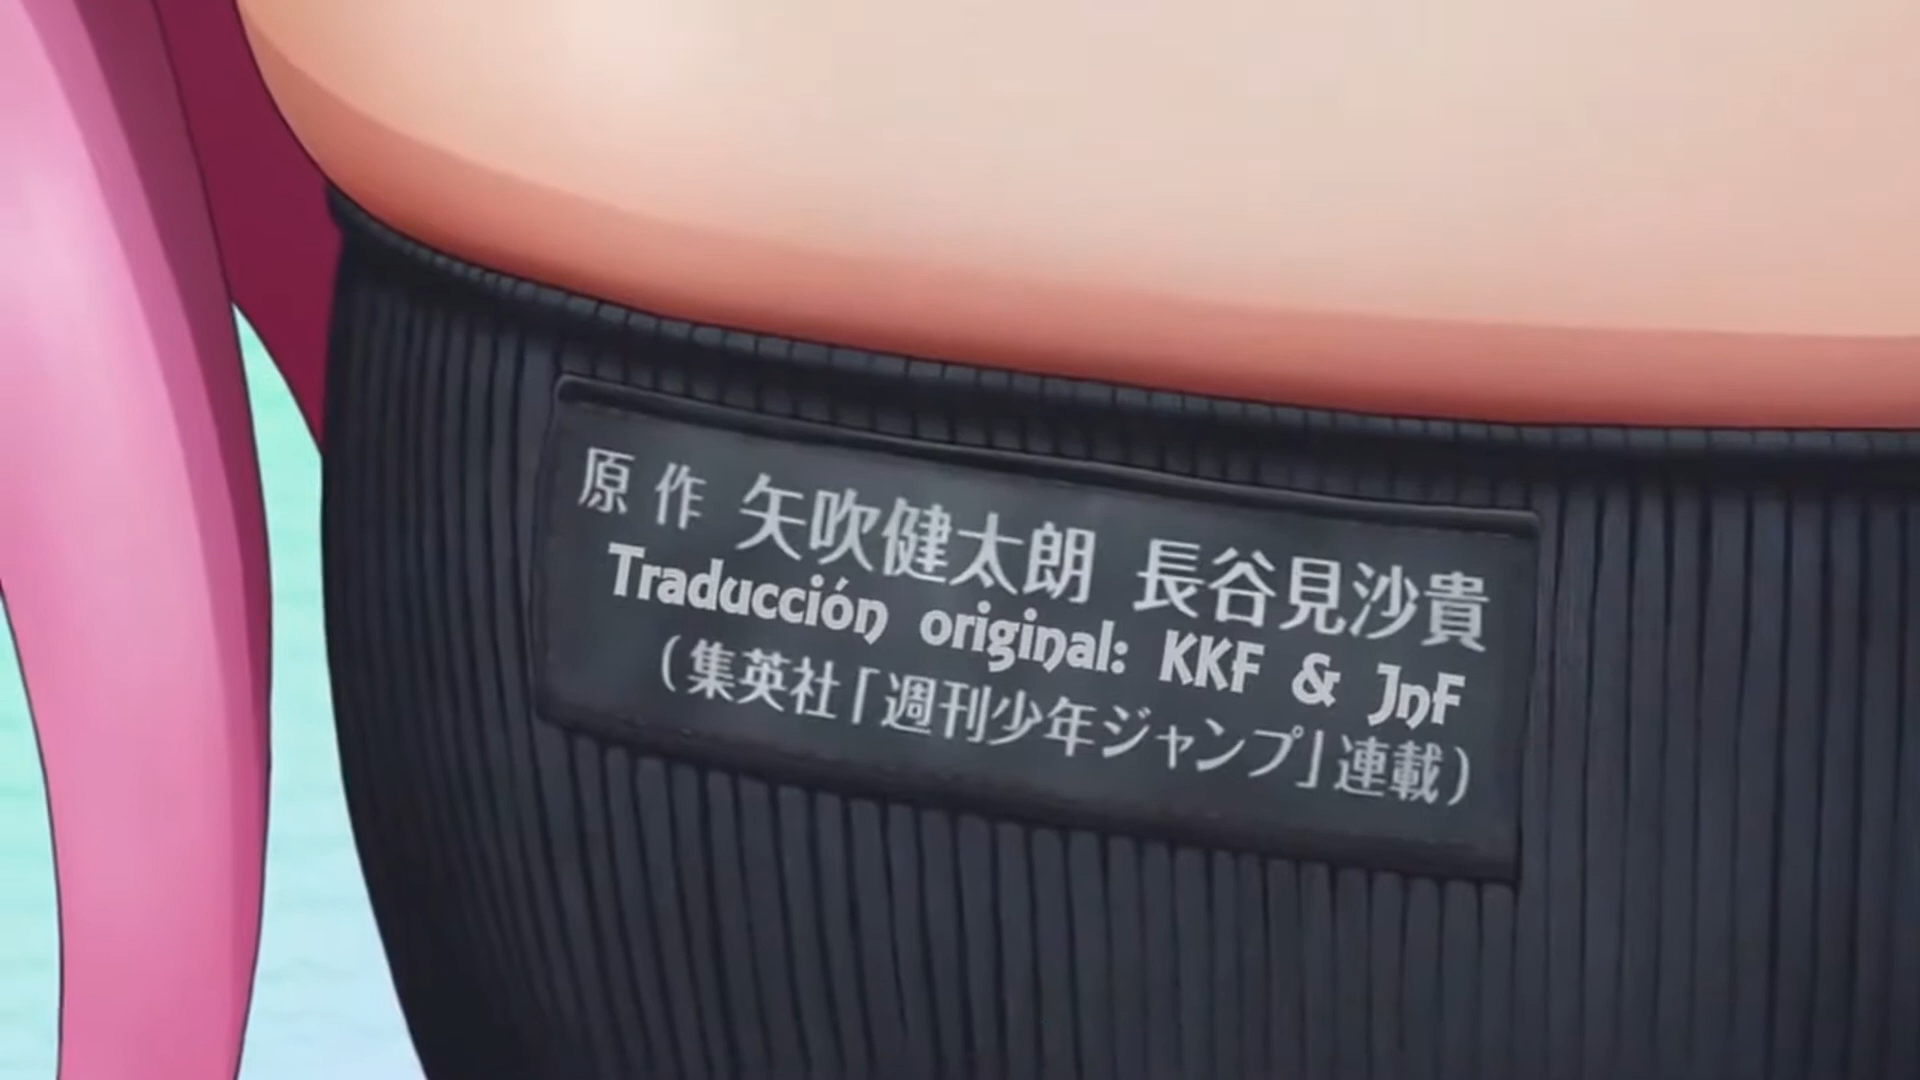 原作 矢吹健太朗 長谷見沙貴
Traducción original: KKF & JnF
(集英社「週刊少年ジャンプ」連載)